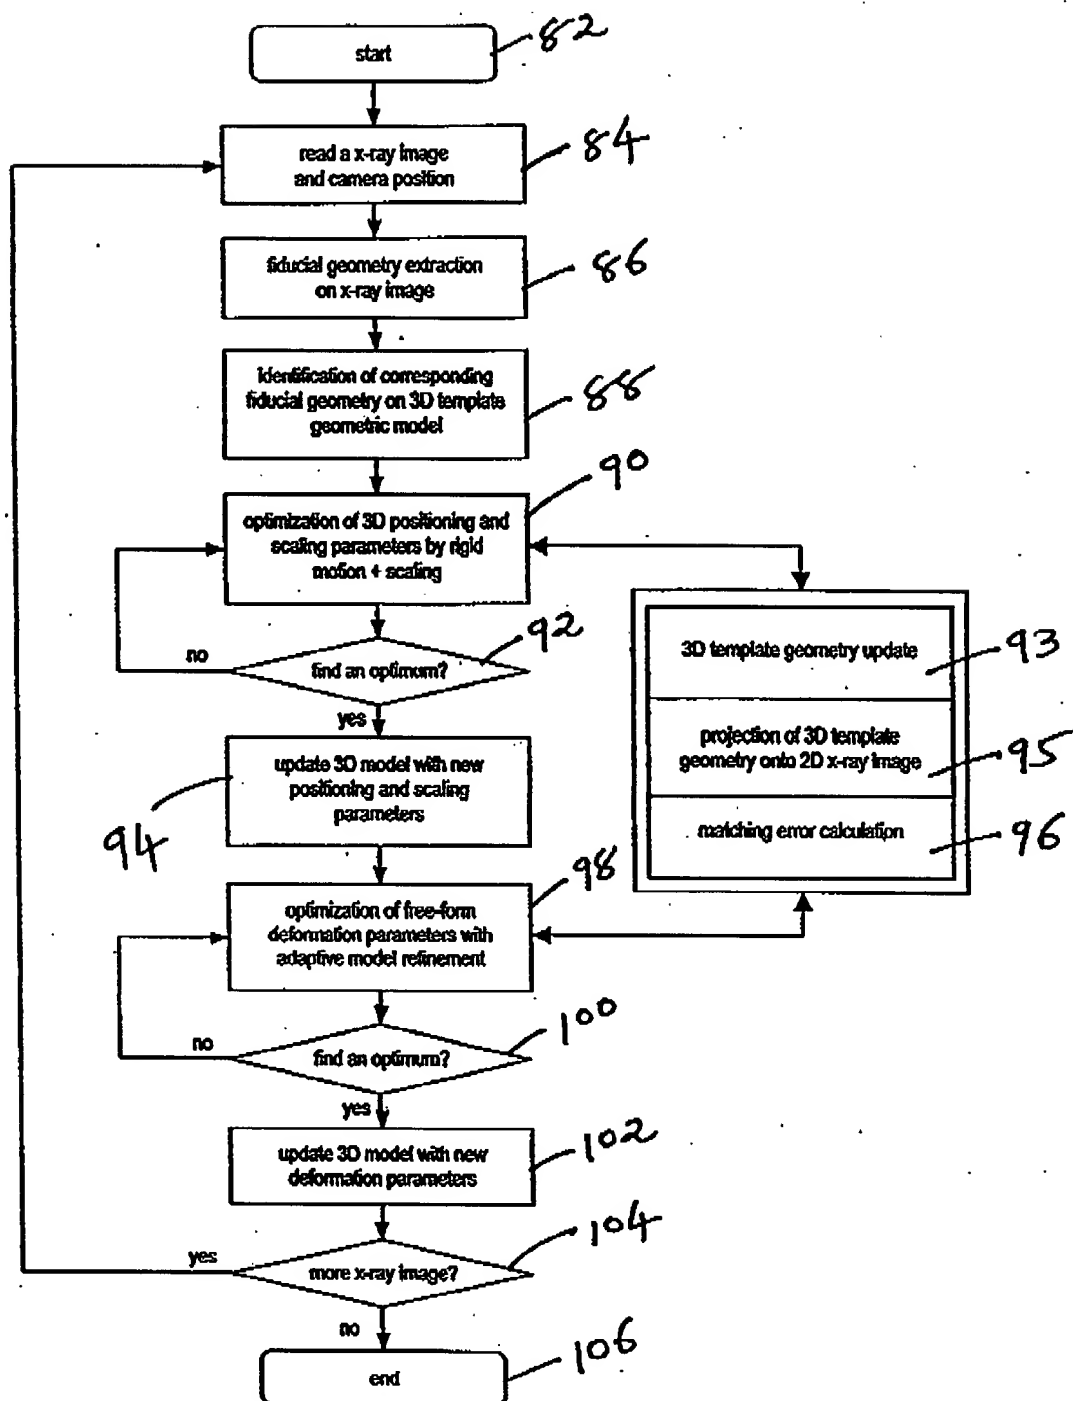 start
82
read a x-ray image
and camera position
84
fiducial geometry extraction
on x-ray image
86
identification of corresponding
fiducial geometry on 3D template
geometric model
88
optimization of 3D positioning and
scaling parameters by rigid
motion + scaling
90
find an optimum?
92
no
yes
3D template geometry update
93
projection of 3D template
geometry onto 2D x-ray image
95
matching error calculation
96
update 3D model with new
positioning and scaling
parameters
94
optimization of free-form
deformation parameters with
adaptive model refinement
98
find an optimum?
100
no
yes
update 3D model with new
deformation parameters
102
more x-ray image?
104
yes
no
end
106